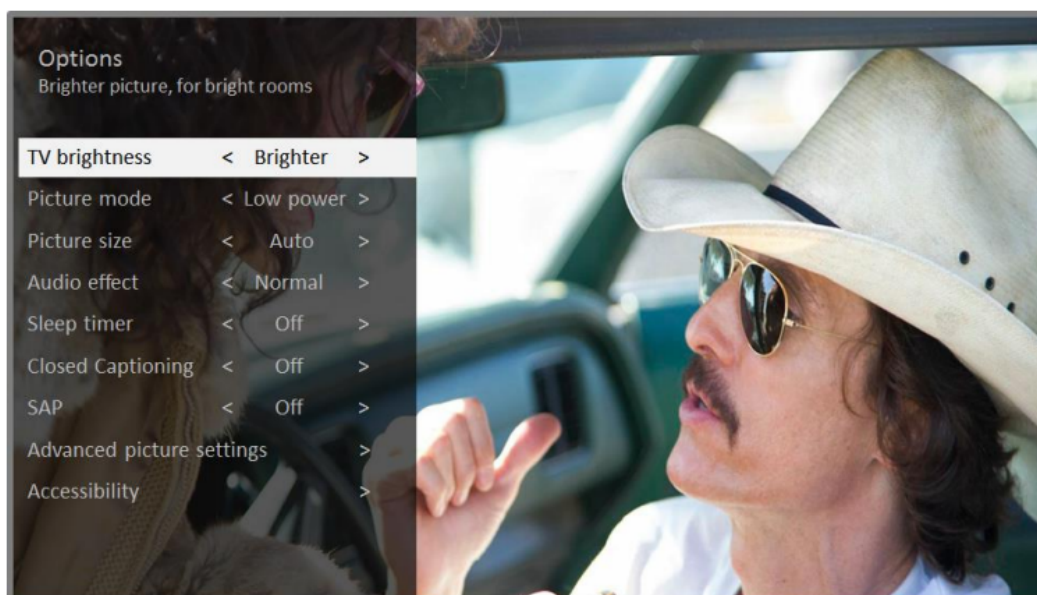 Options
Brighter picture, for bright rooms
TV brightness < Brighter >
Picture mode < Low power >
Picture size < Auto >
Audio effect < Normal >
Sleep timer < Off >
Closed Captioning < Off >
SAP < Off >
Advanced picture settings >
Accessibility >